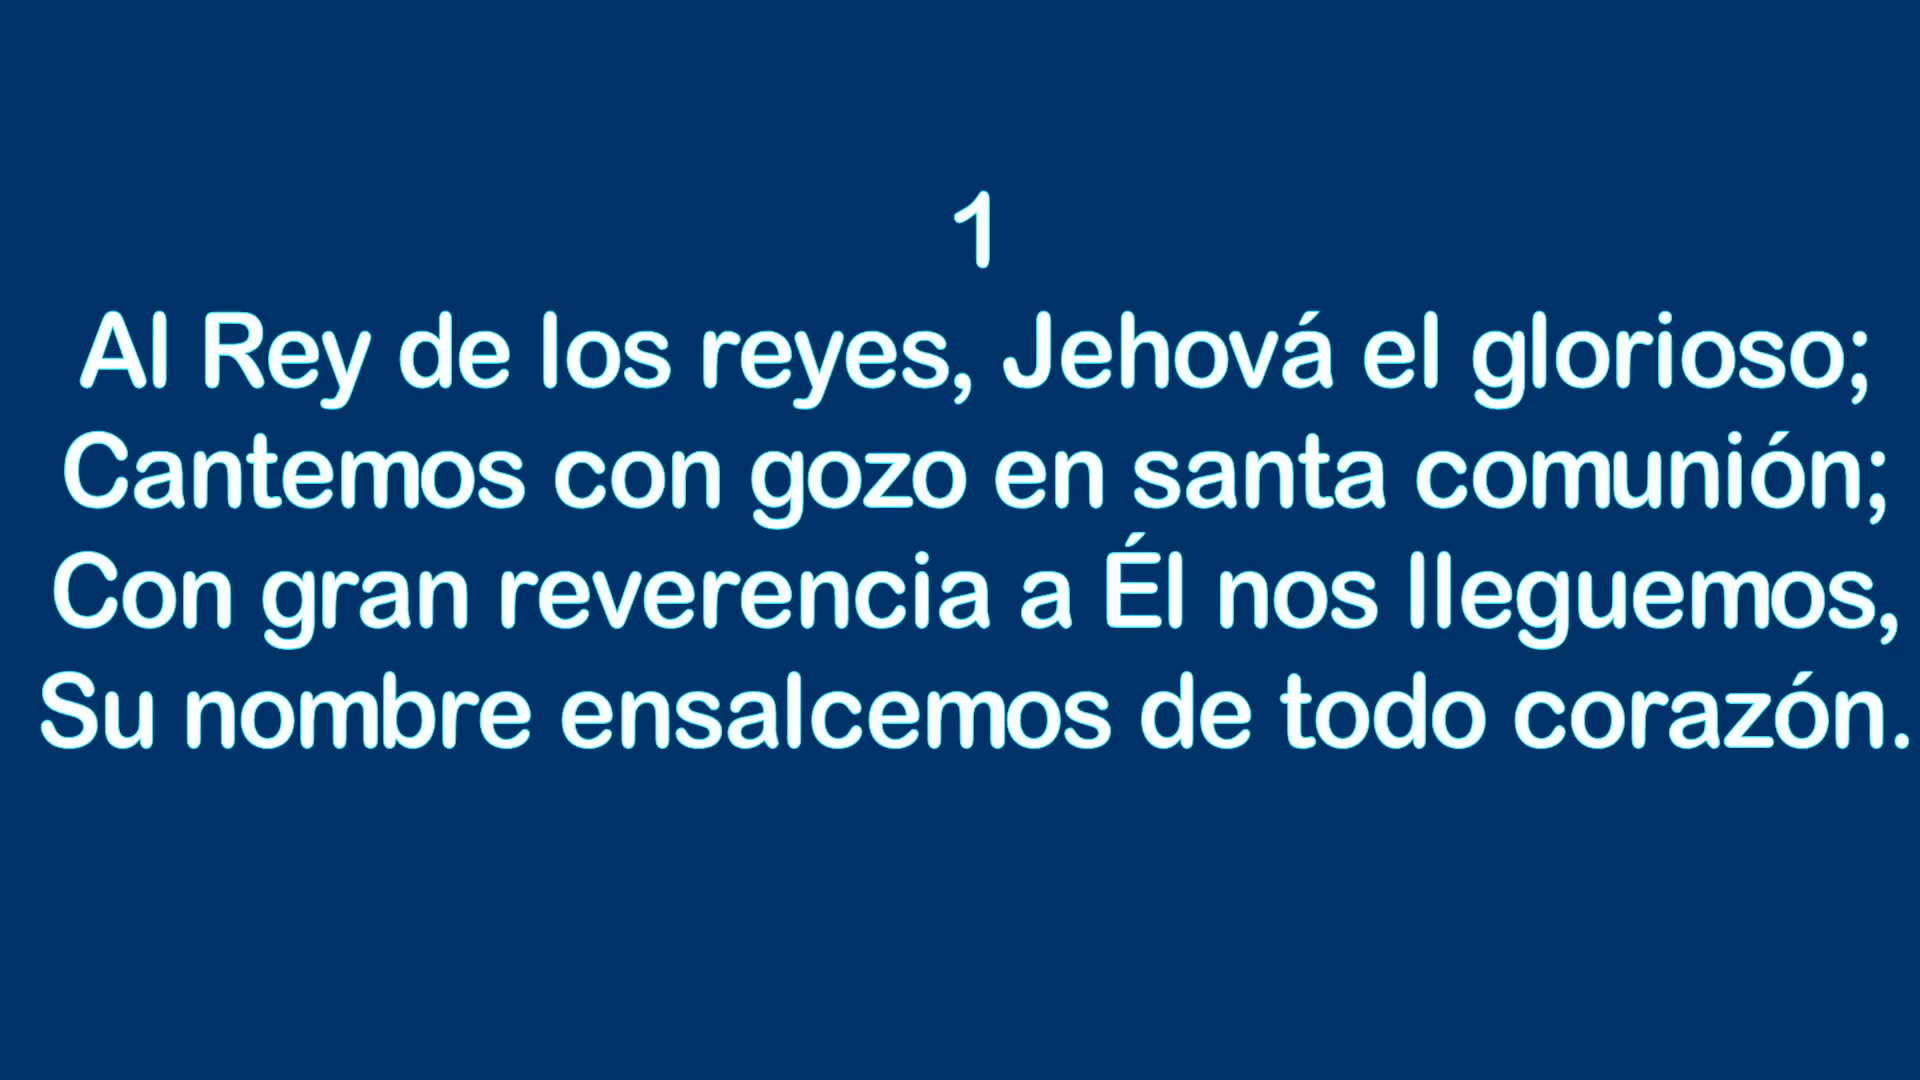 1
Al Rey de los reyes, Jehová el glorioso;
Cantemos con gozo en santa comunión;
Con gran reverencia a Él nos lleguemos,
Su nombre ensalcemos de todo corazón.